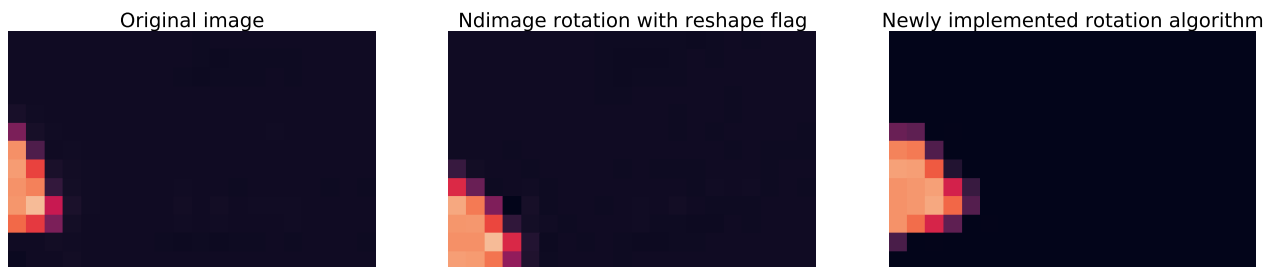 Original image
Ndimage rotation with reshape flag
Newly implemented rotation algorithm